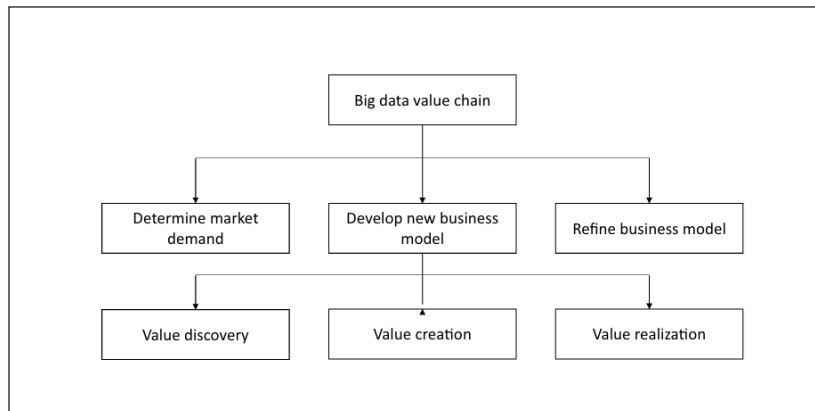 Big data value chain
Determine market
demand
Develop new business
model
Refine business model
Value discovery
Value creation
Value realization